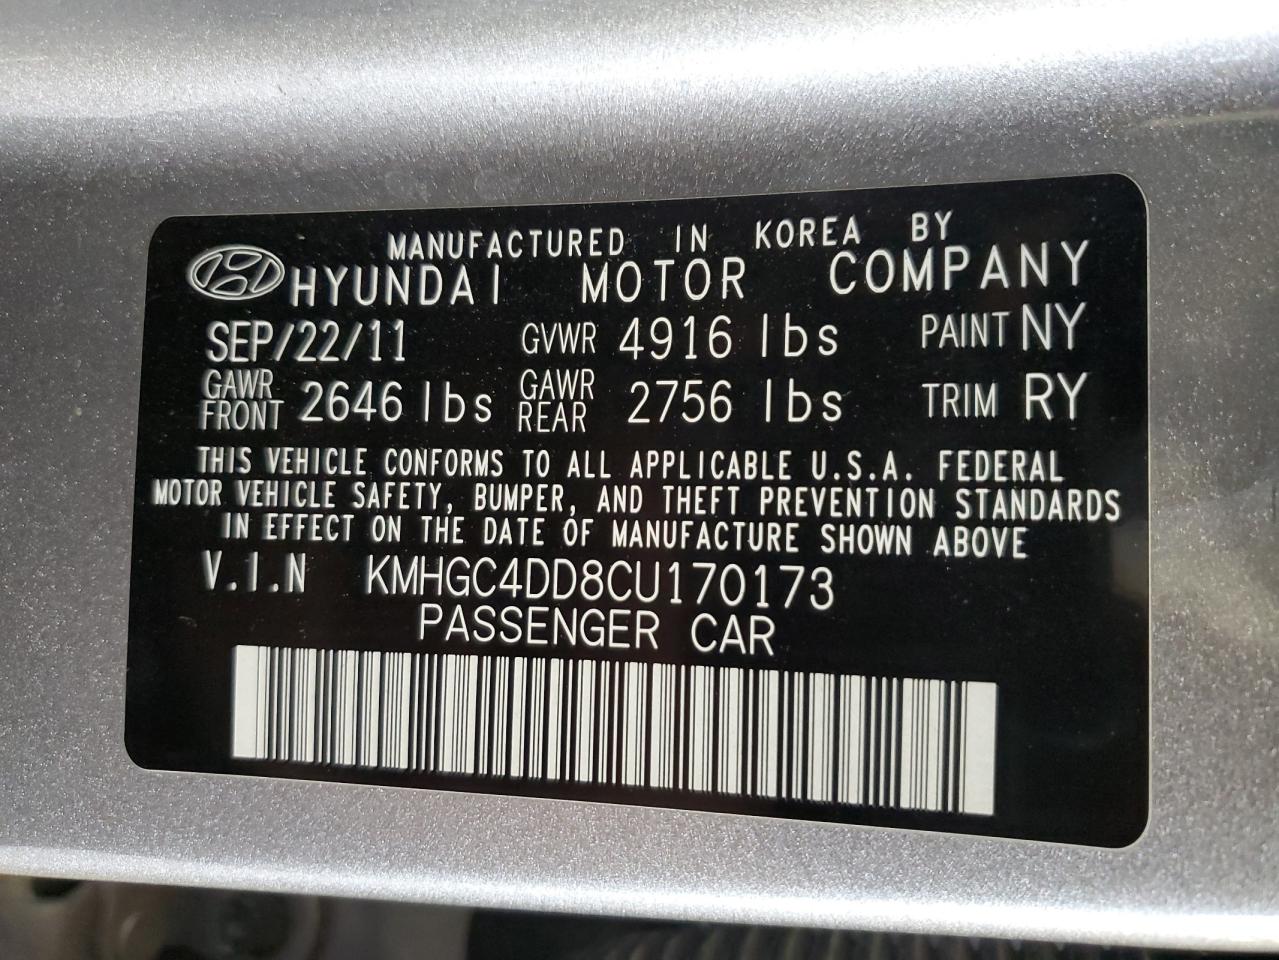 MANUFACTURED IN KOREA BY
HYUNDAI MOTOR COMPANY
SEP/22/11 GVWR 4916 lbs PAINT NY
GAWR FRONT 2646 lbs GAWR REAR 2756 lbs TRIM RY
THIS VEHICLE CONFORMS TO ALL APPLICABLE U.S.A. FEDERAL
MOTOR VEHICLE SAFETY, BUMPER, AND THEFT PREVENTION STANDARDS
IN EFFECT ON THE DATE OF MANUFACTURE SHOWN ABOVE
V.I.N KMHGC4DD8CU170173
PASSENGER CAR